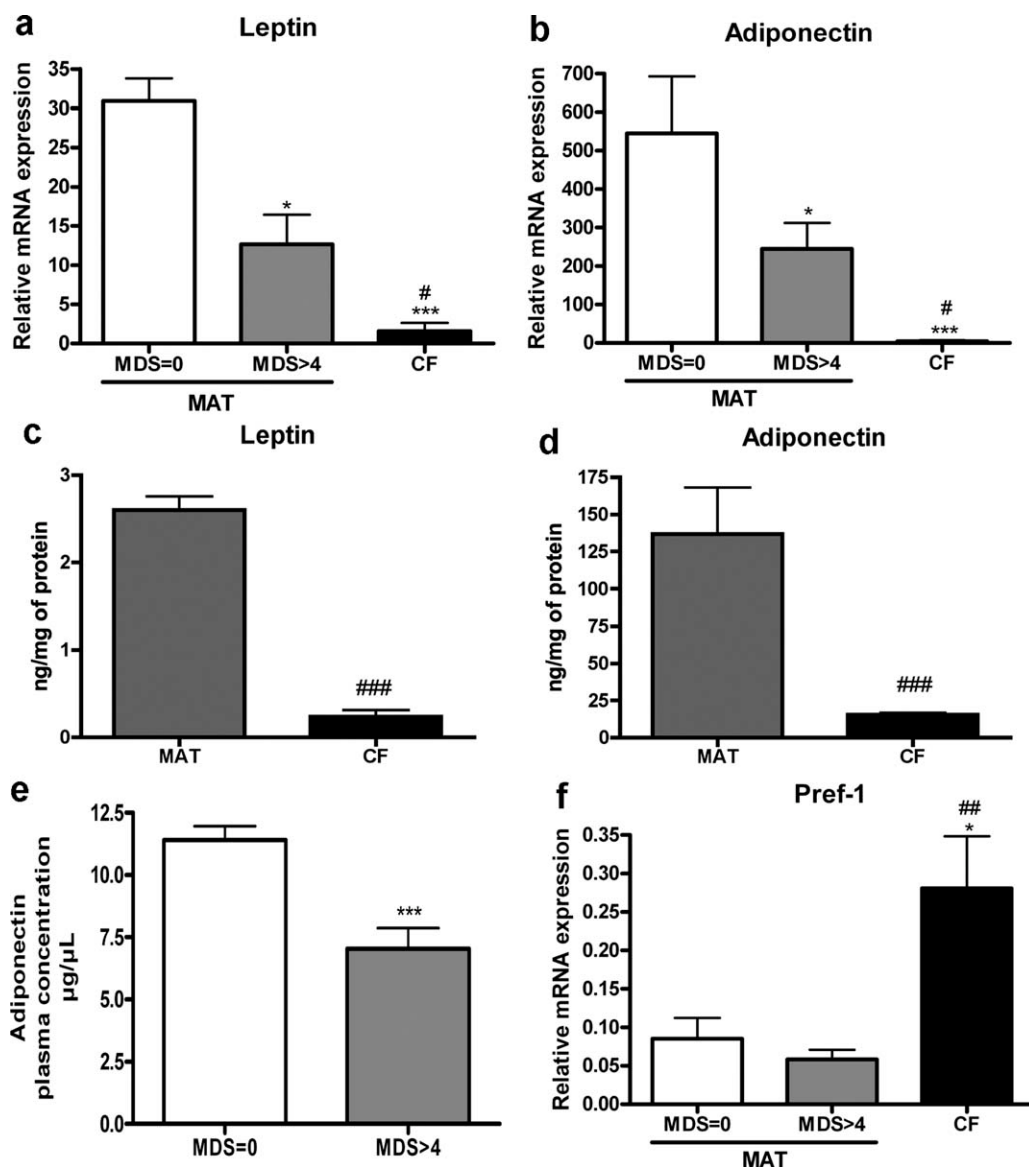 a
Leptin
Relative mRNA expression
35
30
25
20
15
10
5
0
*
#
***
MDS=0 MDS>4 CF
MAT
b
Adiponectin
Relative mRNA expression
700
600
500
400
300
200
100
0
*
#
***
MDS=0 MDS>4 CF
MAT
c
Leptin
ng/mg of protein
3
2
1
0
###
MAT CF
d
Adiponectin
ng/mg of protein
175
150
125
100
75
50
25
0
###
MAT CF
e
Adiponectin
plasma concentration
µg/µL
12.5
10.0
7.5
5.0
2.5
0.0
***
MDS=0 MDS>4
f
Pref-1
Relative mRNA expression
0.35
0.30
0.25
0.20
0.15
0.10
0.05
0.00
##
*
MDS=0 MDS>4 CF
MAT